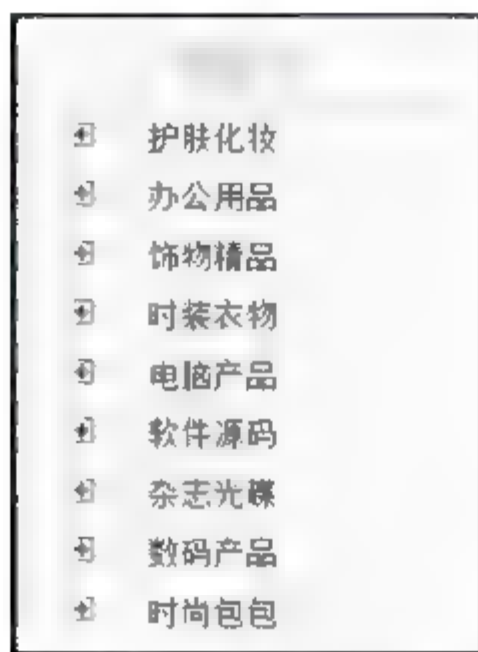 护肤化妆
办公用品
饰物精品
时装衣物
电脑产品
软件源码
杂志光碟
数码产品
时尚包包